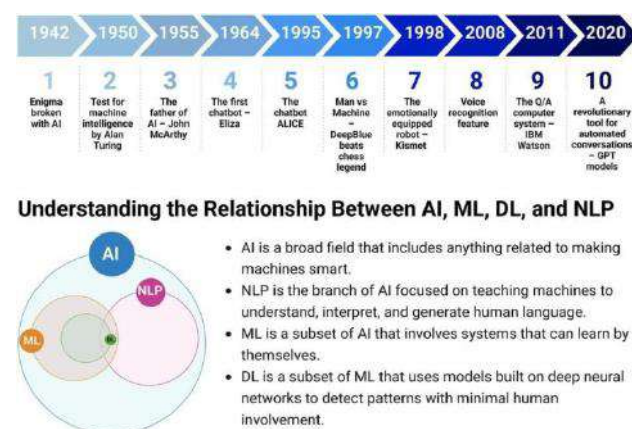 1942 1950 1955 1964 1995 1997 1998 2008 2011 2020
1 2 3 4 5 6 7 8 9 10
Enigma
broken
with AI
Test for
machine
intelligence
by Alan
Turing
The
father of
AI – John
McArthy
The first
chatbot –
Eliza
The
chatbot
ALICE
Man vs
Machine
–
DeepBlue
beats
chess
legend
The
emotionally
equipped
robot –
Kismet
Voice
recognition
feature
The Q/A
computer
system –
IBM
Watson
A
revolutionary
tool for
automated
conversations
– GPT
models
Understanding the Relationship Between AI, ML, DL, and NLP
AI
NLP
ML
• AI is a broad field that includes anything related to making
machines smart.
• NLP is the branch of AI focused on teaching machines to
understand, interpret, and generate human language.
• ML is a subset of AI that involves systems that can learn by
themselves.
• DL is a subset of ML that uses models built on deep neural
networks to detect patterns with minimal human
involvement.